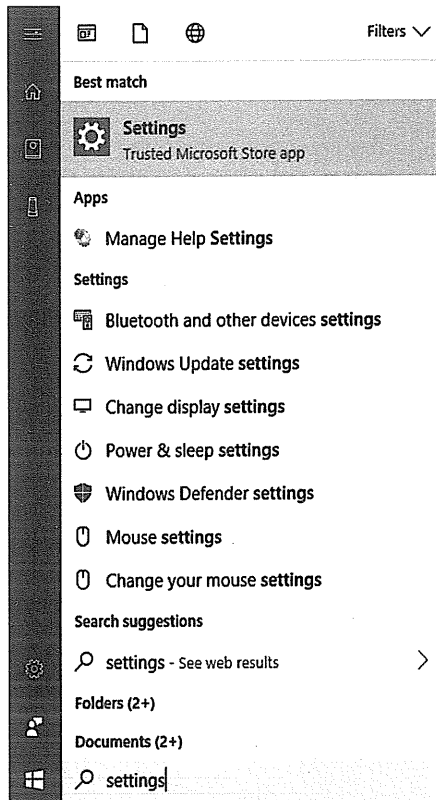 Filters
Best match
Settings
Trusted Microsoft Store app
Apps
Manage Help Settings
Settings
Bluetooth and other devices settings
Windows Update settings
Change display settings
Power & sleep settings
Windows Defender settings
Mouse settings
Change your mouse settings
Search suggestions
settings - See web results
Folders (2+)
Documents (2+)
settings